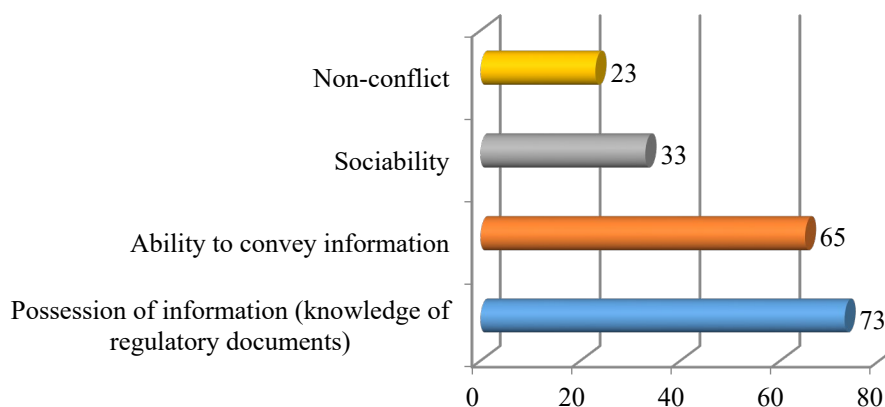 Non-conflict
23
Sociability
33
Ability to convey information
65
Possession of information (knowledge of
regulatory documents)
73
0 20 40 60 80